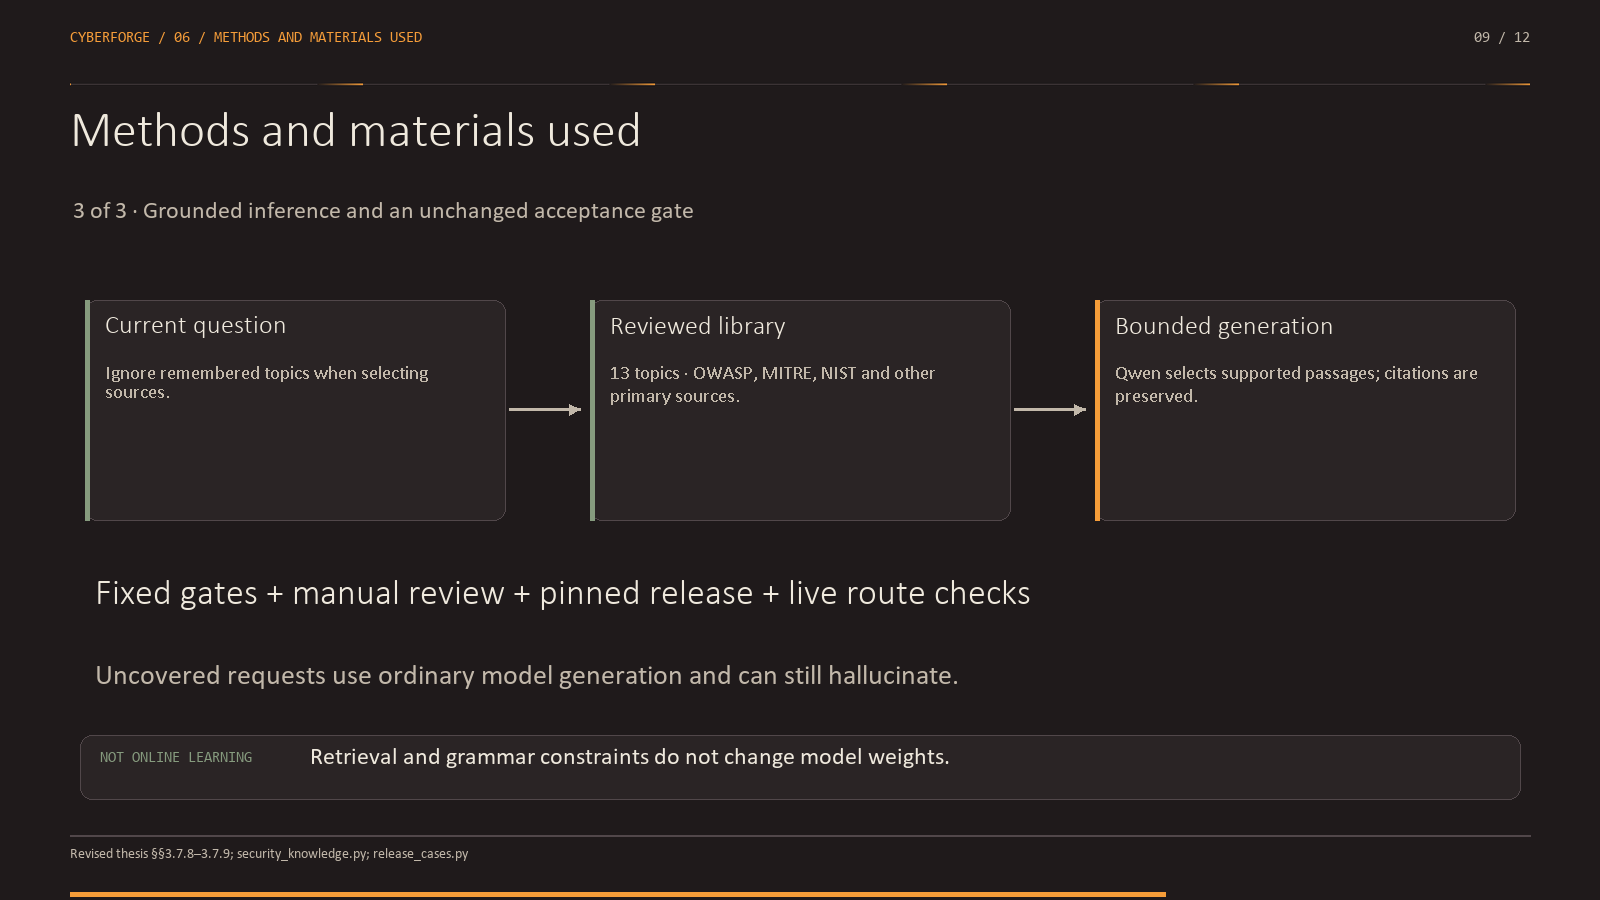 CYBERFORGE / 06 / METHODS AND MATERIALS USED
09 / 12
Methods and materials used
3 of 3 · Grounded inference and an unchanged acceptance gate
Current question
Ignore remembered topics when selecting
sources.
Reviewed library
13 topics · OWASP, MITRE, NIST and other
primary sources.
Bounded generation
Qwen selects supported passages; citations are
preserved.
Fixed gates + manual review + pinned release + live route checks
Uncovered requests use ordinary model generation and can still hallucinate.
NOT ONLINE LEARNING
Retrieval and grammar constraints do not change model weights.
Revised thesis §§3.7.8–3.7.9; security_knowledge.py; release_cases.py